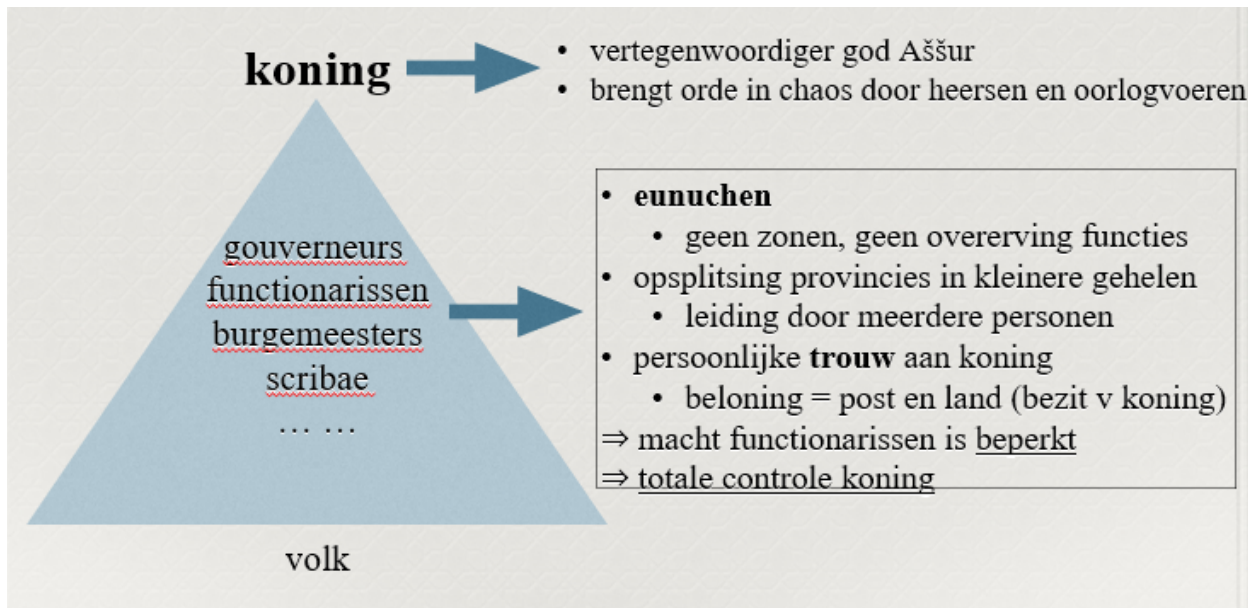 koning
• vertegenwoordiger god Aššur
• brengt orde in chaos door heersen en oorlogvoeren
gouverneurs
functionarissen
burgemeesters
scribae
… …
• eunuchen
• geen zonen, geen overerving functies
• opsplitsing provincies in kleinere gehelen
• leiding door meerdere personen
• persoonlijke trouw aan koning
• beloning = post en land (bezit v koning)
⇒ macht functionarissen is beperkt
⇒ totale controle koning
volk